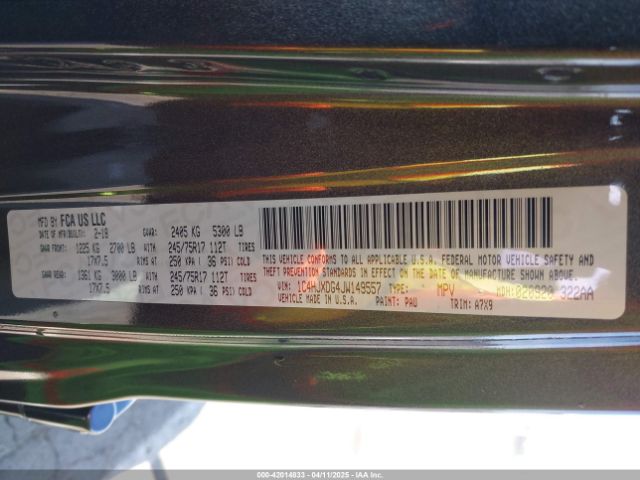 MFD BY FCA US LLC
DATE OF MFR/BUILT: 2-18 GVWR: 2405 KG 5300 LB
GAWR FRONT: 1225 KG 2700 LB WITH 245/75R17 112T TIRES
17X7.5 RIMS AT 250 KPA ( 36 PSI) COLD
GAWR REAR: 1361 KG 3000 LB WITH 245/75R17 112T TIRES
17X7.5 RIMS AT 250 KPA ( 36 PSI) COLD
THIS VEHICLE CONFORMS TO ALL APPLICABLE U.S.A. FEDERAL MOTOR VEHICLE SAFETY AND
THEFT PREVENTION STANDARDS IN EFFECT ON THE DATE OF MANUFACTURE SHOWN ABOVE.
VIN: 1C4HJXDG4JW149557 TYPE: MPV MDH: 322AA
PAINT: PAU TRIM: A7X9
MADE IN U.S.A.
000-42014833 04/11/2025 IAA Inc.